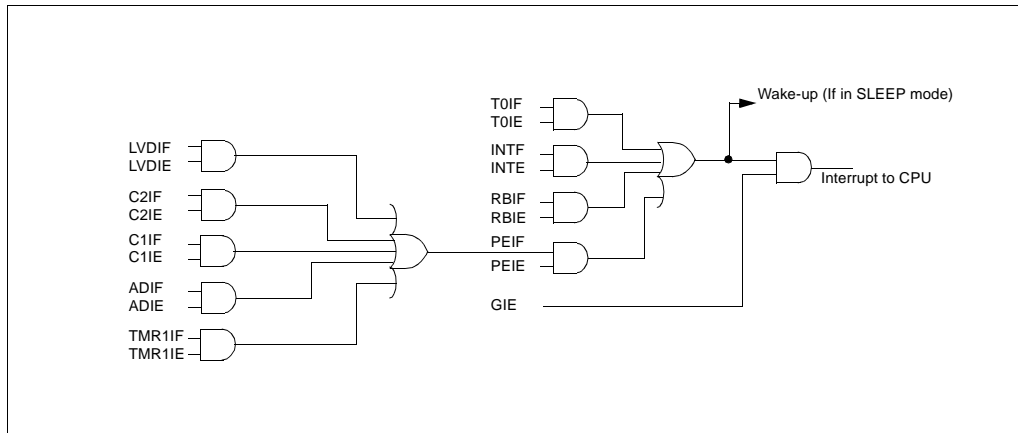 LVDIF
LVDIE
C2IF
C2IE
C1IF
C1IE
ADIF
ADIE
TMR1IF
TMR1IE
T0IF
T0IE
INTF
INTE
RBIF
RBIE
PEIF
PEIE
GIE
Wake-up (If in SLEEP mode)
Interrupt to CPU